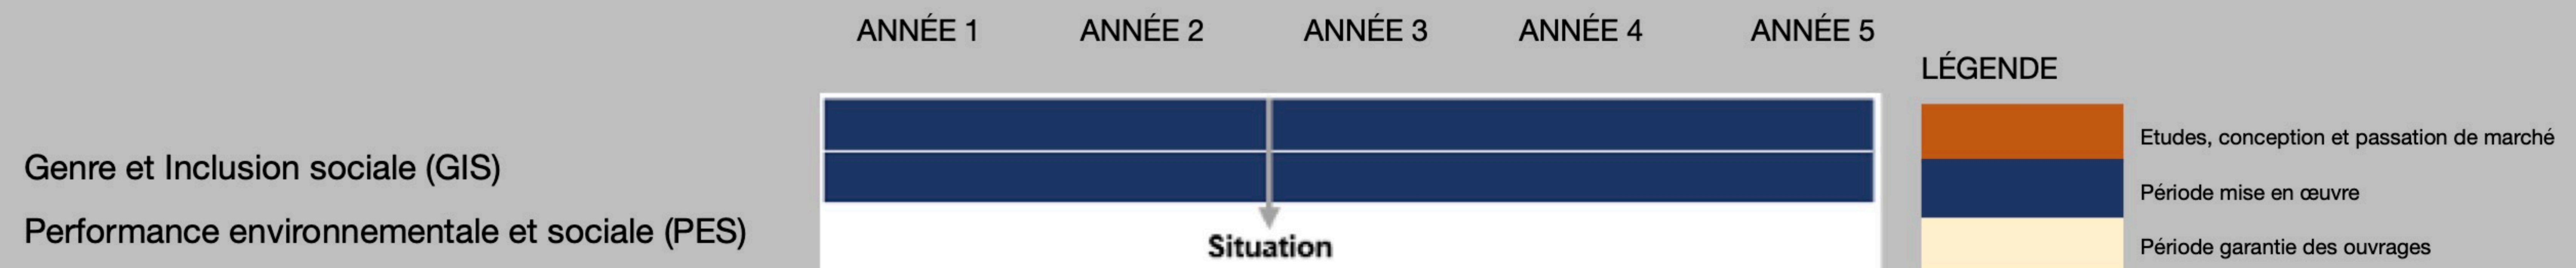 ANNÉE 1 ANNÉE 2 ANNÉE 3 ANNÉE 4 ANNÉE 5
LÉGENDE
Etudes, conception et passation de marché
Genre et Inclusion sociale (GIS)
Période mise en œuvre
Performance environnementale et sociale (PES)
Situation
Période garantie des ouvrages